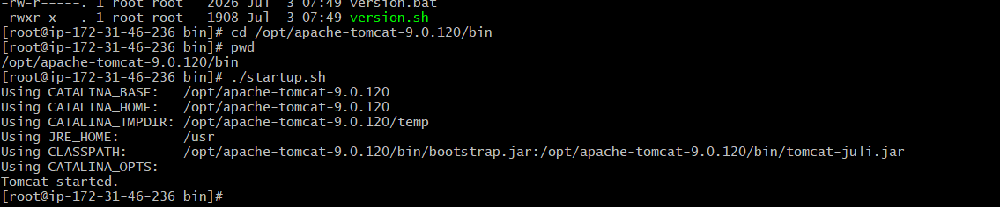 -rw-r-----. 1 root root   2026 Jul  3 07:49 version.bat
-rwxr-x---. 1 root root   1908 Jul  3 07:49 version.sh
[root@ip-172-31-46-236 bin]# cd /opt/apache-tomcat-9.0.120/bin
[root@ip-172-31-46-236 bin]# pwd
/opt/apache-tomcat-9.0.120/bin
[root@ip-172-31-46-236 bin]# ./startup.sh
Using CATALINA_BASE:   /opt/apache-tomcat-9.0.120
Using CATALINA_HOME:   /opt/apache-tomcat-9.0.120
Using CATALINA_TMPDIR: /opt/apache-tomcat-9.0.120/temp
Using JRE_HOME:        /usr
Using CLASSPATH:       /opt/apache-tomcat-9.0.120/bin/bootstrap.jar:/opt/apache-tomcat-9.0.120/bin/tomcat-juli.jar
Using CATALINA_OPTS:
Tomcat started.
[root@ip-172-31-46-236 bin]#